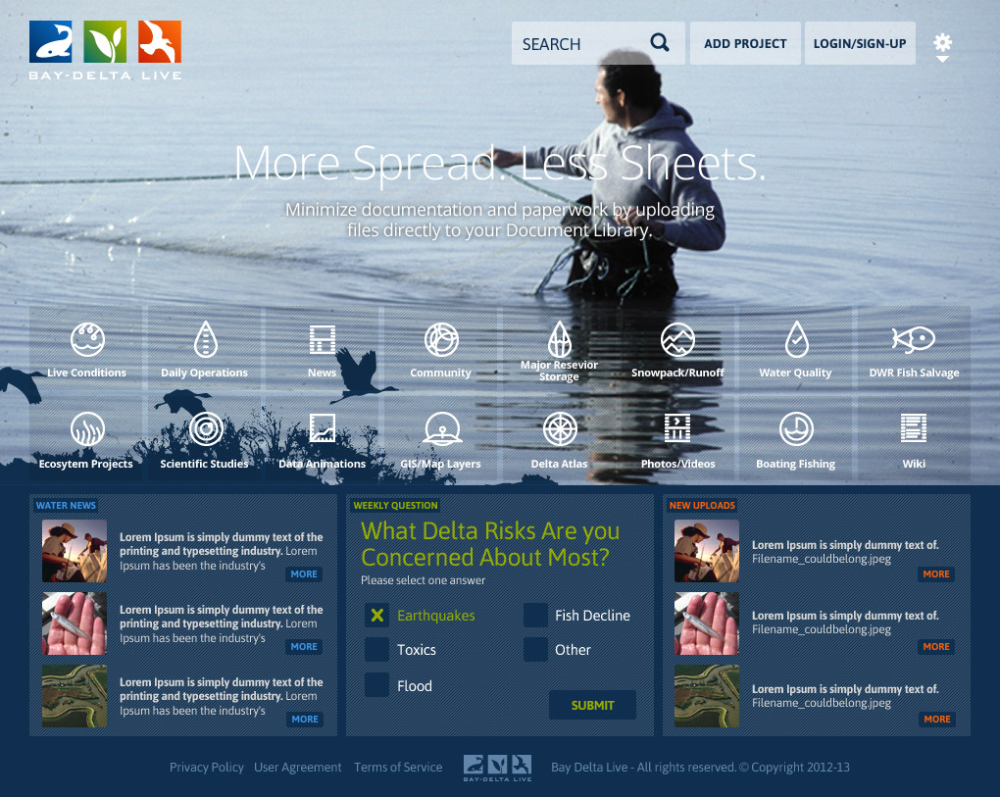 BAY-DELTA LIVE
SEARCH
ADD PROJECT
LOGIN/SIGN-UP
More Spread. Less Sheets.
Minimize documentation and paperwork by uploading
files directly to your Document Library.
Live Conditions
Daily Operations
News
Community
Major Resevior
Storage
Snowpack/Runoff
Water Quality
DWR Fish Salvage
Ecosytem Projects
Scientific Studies
Data Animations
GIS/Map Layers
Delta Atlas
Photos/Videos
Boating Fishing
Wiki
WATER NEWS
Lorem Ipsum is simply dummy text of the
printing and typesetting industry. Lorem
Ipsum has been the industry's
MORE
Lorem Ipsum is simply dummy text of the
printing and typesetting industry. Lorem
Ipsum has been the industry's
MORE
Lorem Ipsum is simply dummy text of the
printing and typesetting industry. Lorem
Ipsum has been the industry's
MORE
WEEKLY QUESTION
What Delta Risks Are you
Concerned About Most?
Please select one answer
Earthquakes
Fish Decline
Toxics
Other
Flood
SUBMIT
NEW UPLOADS
Lorem Ipsum is simply dummy text of.
Filename_couldbelong.jpeg
MORE
Lorem Ipsum is simply dummy text of.
Filename_couldbelong.jpeg
MORE
Lorem Ipsum is simply dummy text of.
Filename_couldbelong.jpeg
MORE
Privacy Policy
User Agreement
Terms of Service
BAY-DELTA LIVE
Bay Delta Live - All rights reserved. © Copyright 2012-13